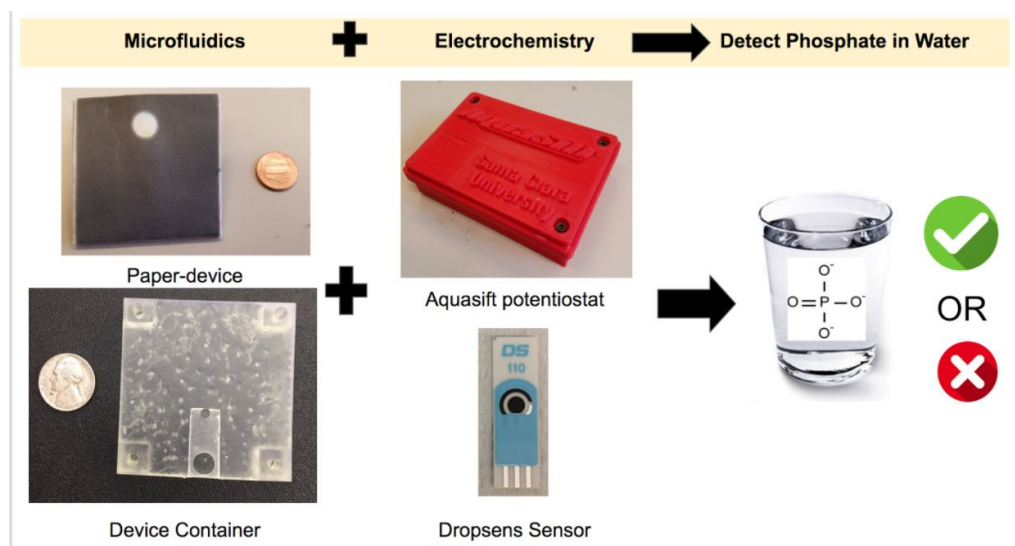 Microfluidics
Electrochemistry
Detect Phosphate in Water
Paper-device
Aquasift
Santa Clara
University
Aquasift potentiostat
O⁻
O=P-O⁻
O⁻
OR
DS
110
Device Container
Dropsens Sensor